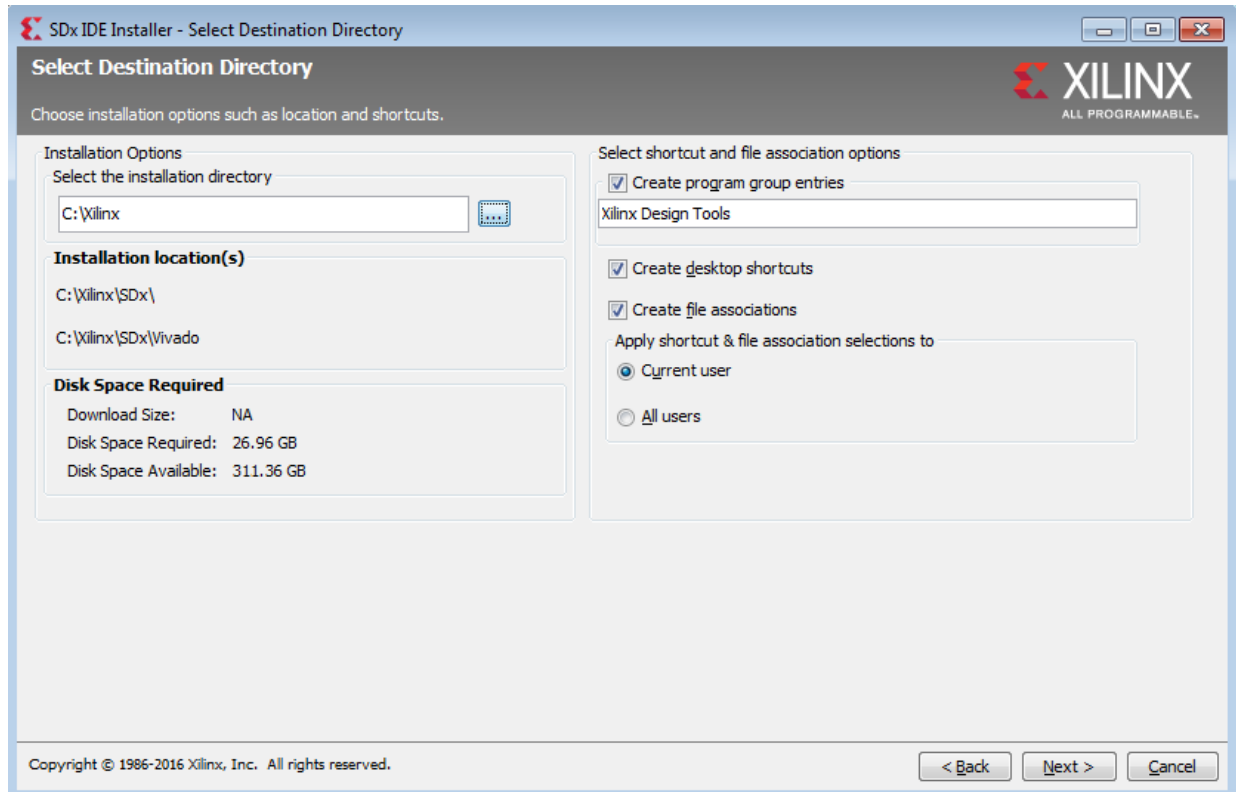 SDx IDE Installer - Select Destination Directory
Select Destination Directory
Choose installation options such as location and shortcuts.
XILINX
ALL PROGRAMMABLE™
Installation Options
Select the installation directory
C:\Xilinx
...
Installation location(s)
C:\Xilinx\SDx\
C:\Xilinx\SDx\Vivado
Disk Space Required
Download Size: NA
Disk Space Required: 26.96 GB
Disk Space Available: 311.36 GB
Select shortcut and file association options
Create program group entries
Xilinx Design Tools
Create desktop shortcuts
Create file associations
Apply shortcut & file association selections to
Current user
All users
Copyright © 1986-2016 Xilinx, Inc. All rights reserved.
< Back
Next >
Cancel